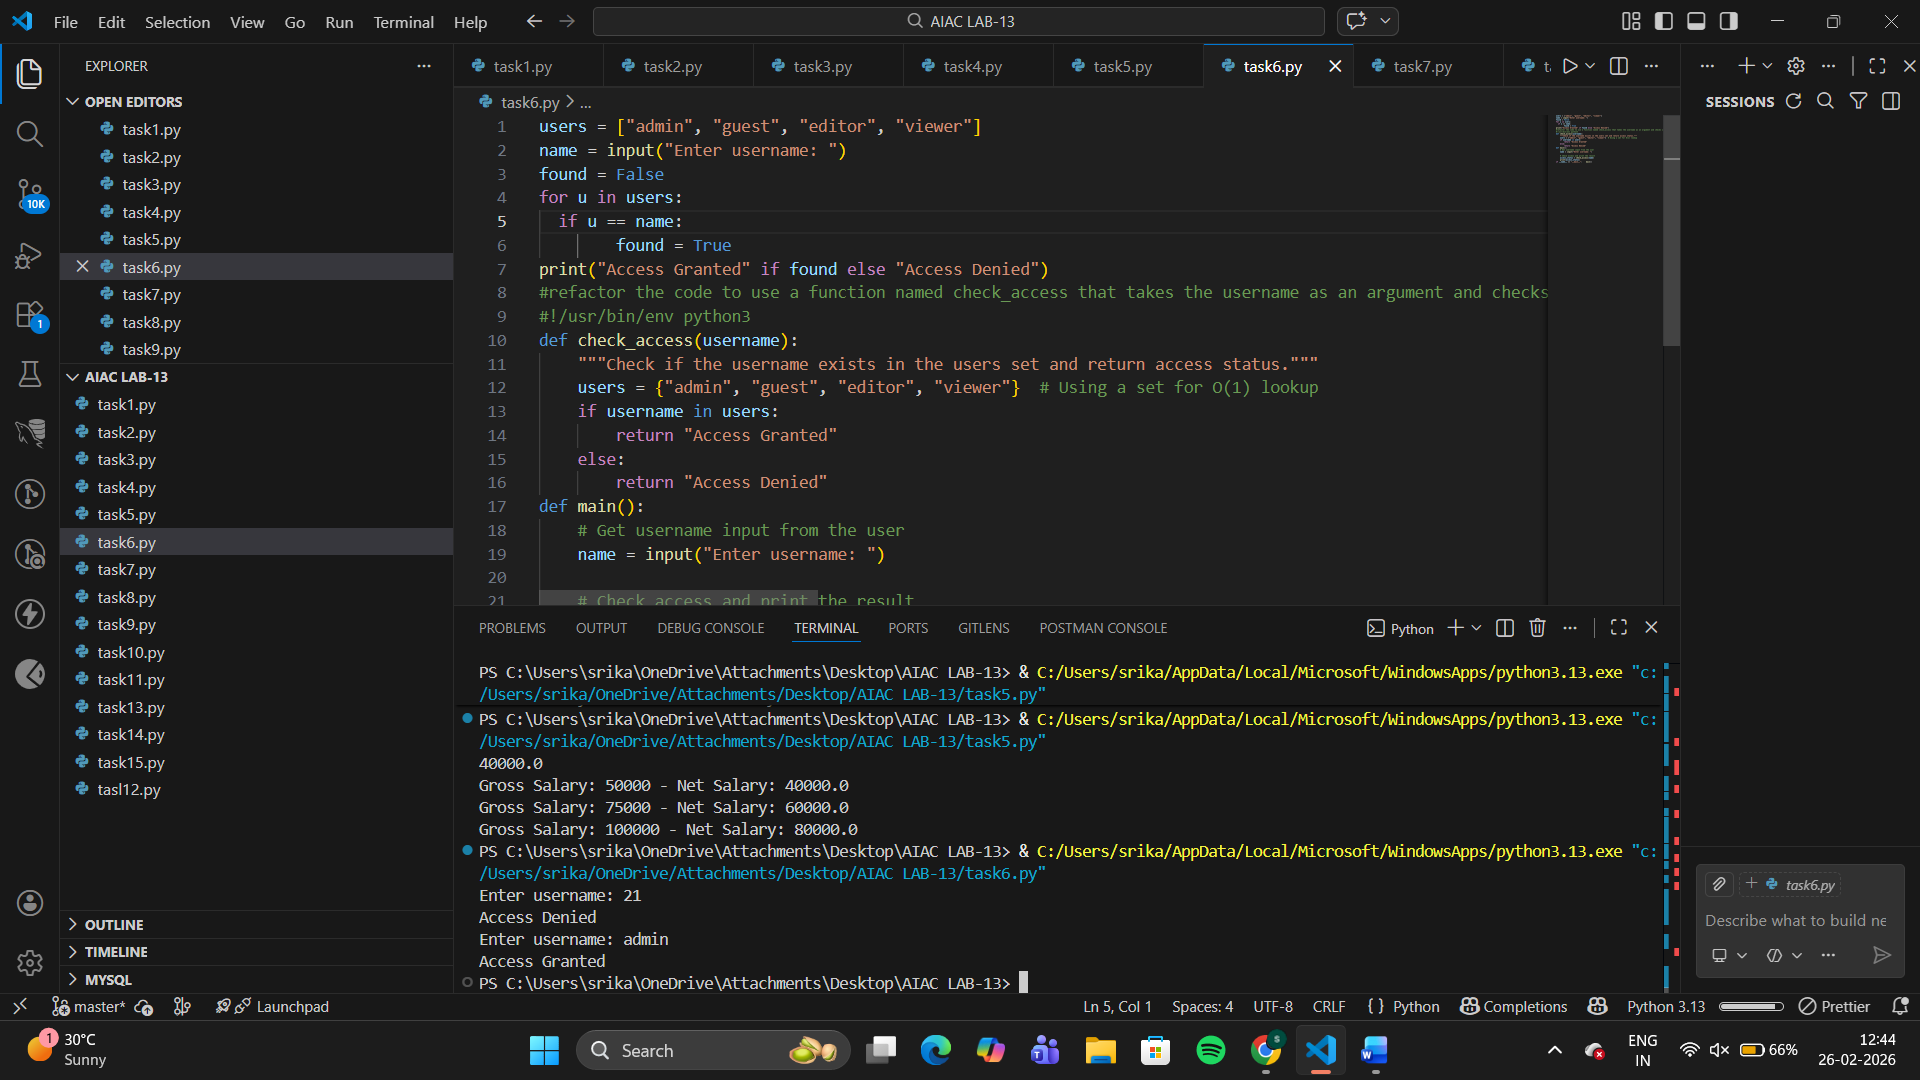 File Edit Selection View Go Run Terminal Help
AIAC LAB-13
EXPLORER
OPEN EDITORS
task1.py
task2.py
task3.py
task4.py
task5.py
task6.py
task7.py
task8.py
task9.py
AIAC LAB-13
task1.py
task2.py
task3.py
task4.py
task5.py
task6.py
task7.py
task8.py
task9.py
task10.py
task11.py
task13.py
task14.py
task15.py
tasl12.py
OUTLINE
TIMELINE
MYSQL
10K
1
task1.py task2.py task3.py task4.py task5.py task6.py task7.py
task6.py > ...
1 users = ["admin", "guest", "editor", "viewer"]
2 name = input("Enter username: ")
3 found = False
4 for u in users:
5 if u == name:
6 found = True
7 print("Access Granted" if found else "Access Denied")
8 #refactor the code to use a function named check_access that takes the username as an argument and checks
9 #!/usr/bin/env python3
10 def check_access(username):
11 """Check if the username exists in the users set and return access status."""
12 users = {"admin", "guest", "editor", "viewer"} # Using a set for O(1) lookup
13 if username in users:
14 return "Access Granted"
15 else:
16 return "Access Denied"
17 def main():
18 # Get username input from the user
19 name = input("Enter username: ")
20
21 # Check access and print the result
PROBLEMS OUTPUT DEBUG CONSOLE TERMINAL PORTS GITLENS POSTMAN CONSOLE
Python
PS C:\Users\srika\OneDrive\Attachments\Desktop\AIAC LAB-13> & C:/Users/srika/AppData/Local/Microsoft/WindowsApps/python3.13.exe "c:
/Users/srika/OneDrive/Attachments/Desktop/AIAC LAB-13/task5.py"
PS C:\Users\srika\OneDrive\Attachments\Desktop\AIAC LAB-13> & C:/Users/srika/AppData/Local/Microsoft/WindowsApps/python3.13.exe "c:
/Users/srika/OneDrive/Attachments/Desktop/AIAC LAB-13/task5.py"
40000.0
Gross Salary: 50000 - Net Salary: 40000.0
Gross Salary: 75000 - Net Salary: 60000.0
Gross Salary: 100000 - Net Salary: 80000.0
PS C:\Users\srika\OneDrive\Attachments\Desktop\AIAC LAB-13> & C:/Users/srika/AppData/Local/Microsoft/WindowsApps/python3.13.exe "c:
/Users/srika/OneDrive/Attachments/Desktop/AIAC LAB-13/task6.py"
Enter username: 21
Access Denied
Enter username: admin
Access Granted
PS C:\Users\srika\OneDrive\Attachments\Desktop\AIAC LAB-13>
SESSIONS
task6.py
Describe what to build ne
master* Launchpad
Ln 5, Col 1 Spaces: 4 UTF-8 CRLF {} Python Completions Python 3.13 Prettier
1
30°C
Sunny
Search
ENG
IN
66%
12:44
26-02-2026